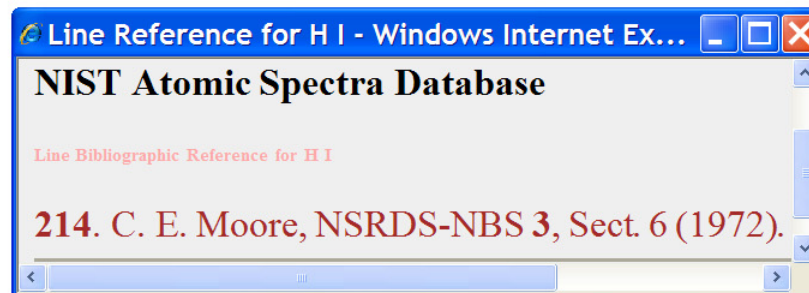 Line Reference for H I - Windows Internet Ex...
NIST Atomic Spectra Database
Line Bibliographic Reference for H I
214. C. E. Moore, NSRDS-NBS 3, Sect. 6 (1972).